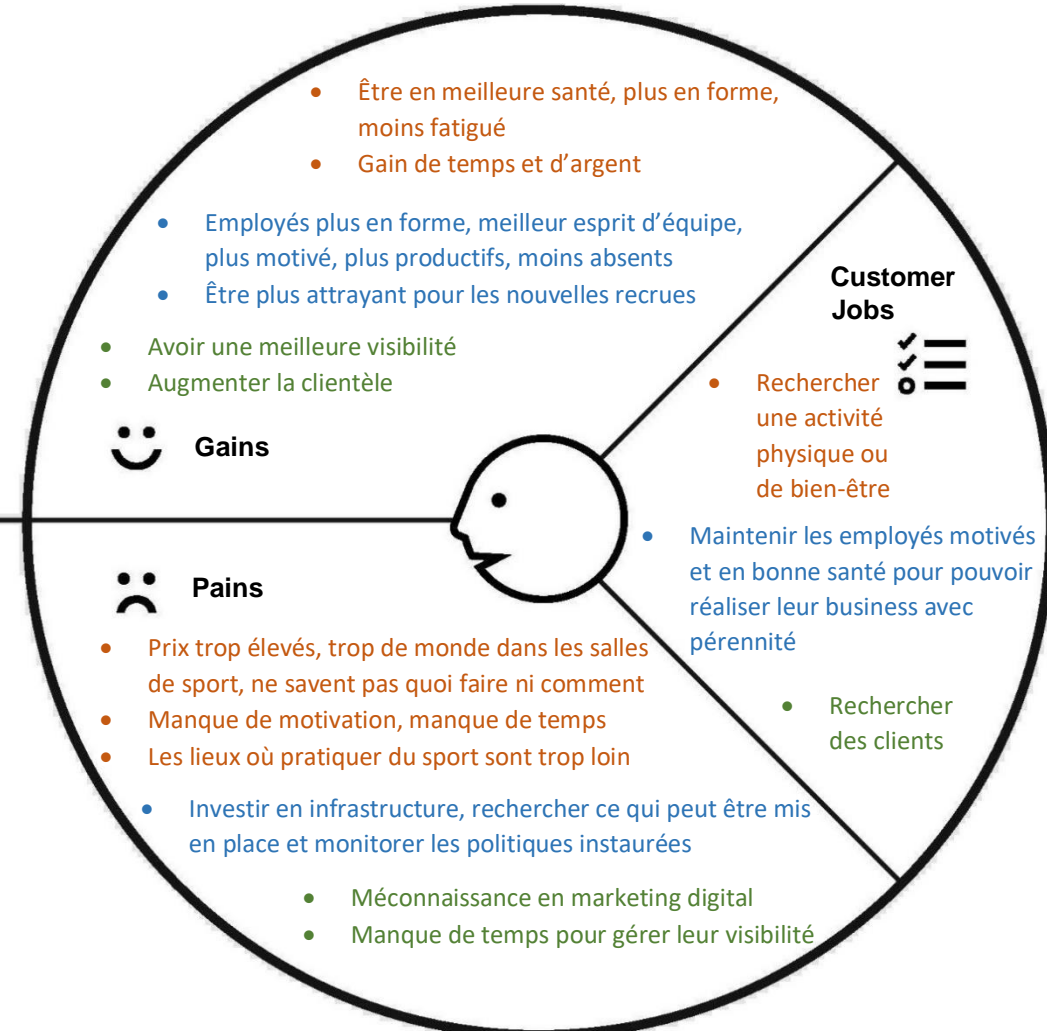 • Être en meilleure santé, plus en forme,
moins fatigué
• Gain de temps et d'argent
• Employés plus en forme, meilleur esprit d'équipe,
plus motivé, plus productifs, moins absents
• Être plus attrayant pour les nouvelles recrues
• Avoir une meilleure visibilité
• Augmenter la clientèle
Gains
Customer
Jobs
• Rechercher
une activité
physique ou
de bien-être
• Maintenir les employés motivés
et en bonne santé pour pouvoir
réaliser leur business avec
pérennité
• Rechercher
des clients
Pains
• Prix trop élevés, trop de monde dans les salles
de sport, ne savent pas quoi faire ni comment
• Manque de motivation, manque de temps
• Les lieux où pratiquer du sport sont trop loin
• Investir en infrastructure, rechercher ce qui peut être mis
en place et monitorer les politiques instaurées
• Méconnaissance en marketing digital
• Manque de temps pour gérer leur visibilité